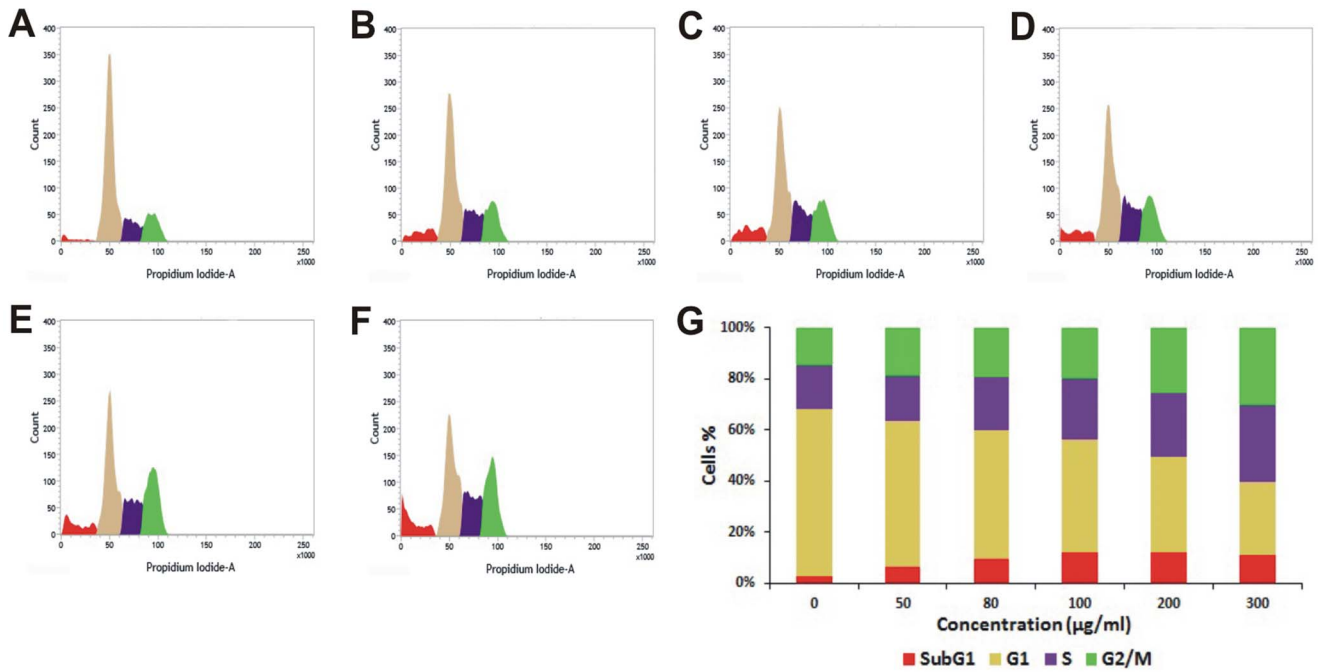 A
400
350
300
250
200
150
100
50
0
Count
0 50 100 150 200 250
x1000
Propidium Iodide-A
B
400
350
300
250
200
150
100
50
0
Count
0 50 100 150 200 250
x1000
Propidium Iodide-A
C
400
350
300
250
200
150
100
50
0
Count
0 50 100 150 200 250
x1000
Propidium Iodide-A
D
400
350
300
250
200
150
100
50
0
Count
0 50 100 150 200 250
x1000
Propidium Iodide-A
E
400
350
300
250
200
150
100
50
0
Count
0 50 100 150 200 250
x1000
Propidium Iodide-A
F
400
350
300
250
200
150
100
50
0
Count
0 50 100 150 200 250
x1000
Propidium Iodide-A
G
100%
80%
60%
40%
20%
0%
Cells %
0 50 80 100 200 300
Concentration (µg/ml)
SubG1 G1 S G2/M